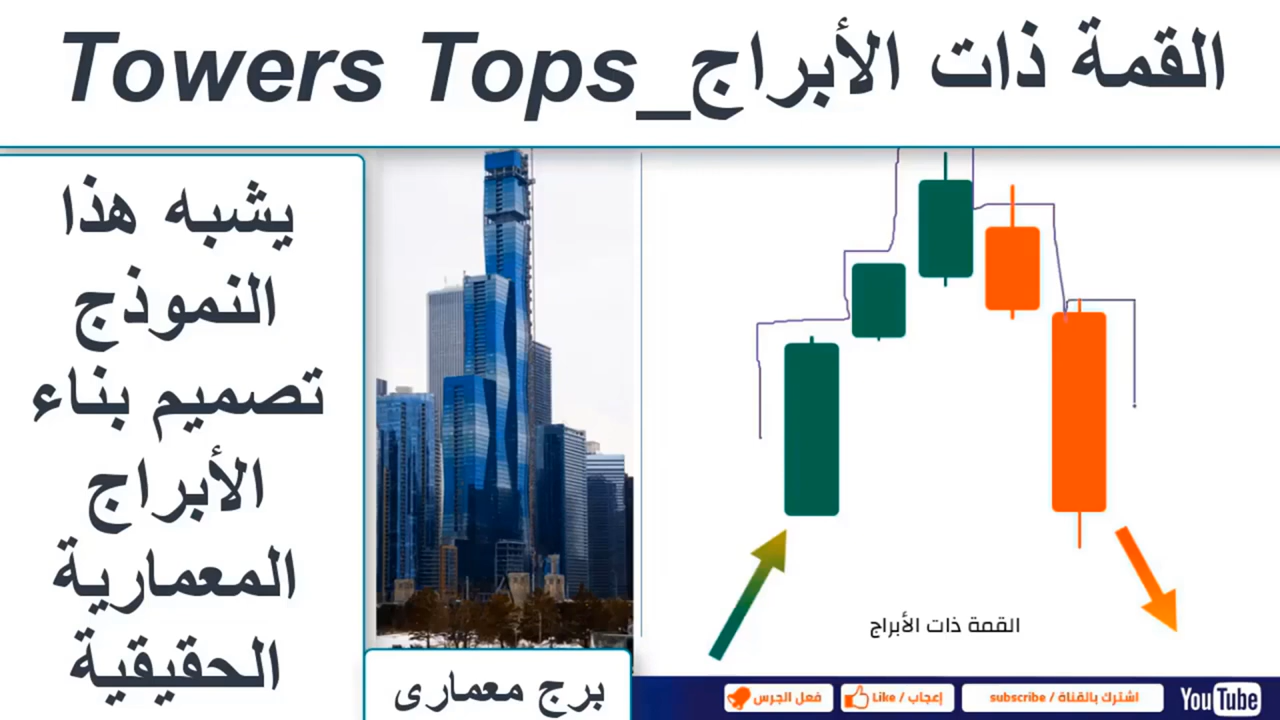 القمة ذات الأبراج_Towers Tops
يشبه هذا
النموذج
تصميم بناء
الأبراج
المعمارية
الحقيقية
برج معمارى
القمة ذات الأبراج
فعل الجرس
إعجاب / Like
اشترك بالقناة / subscribe
YouTube